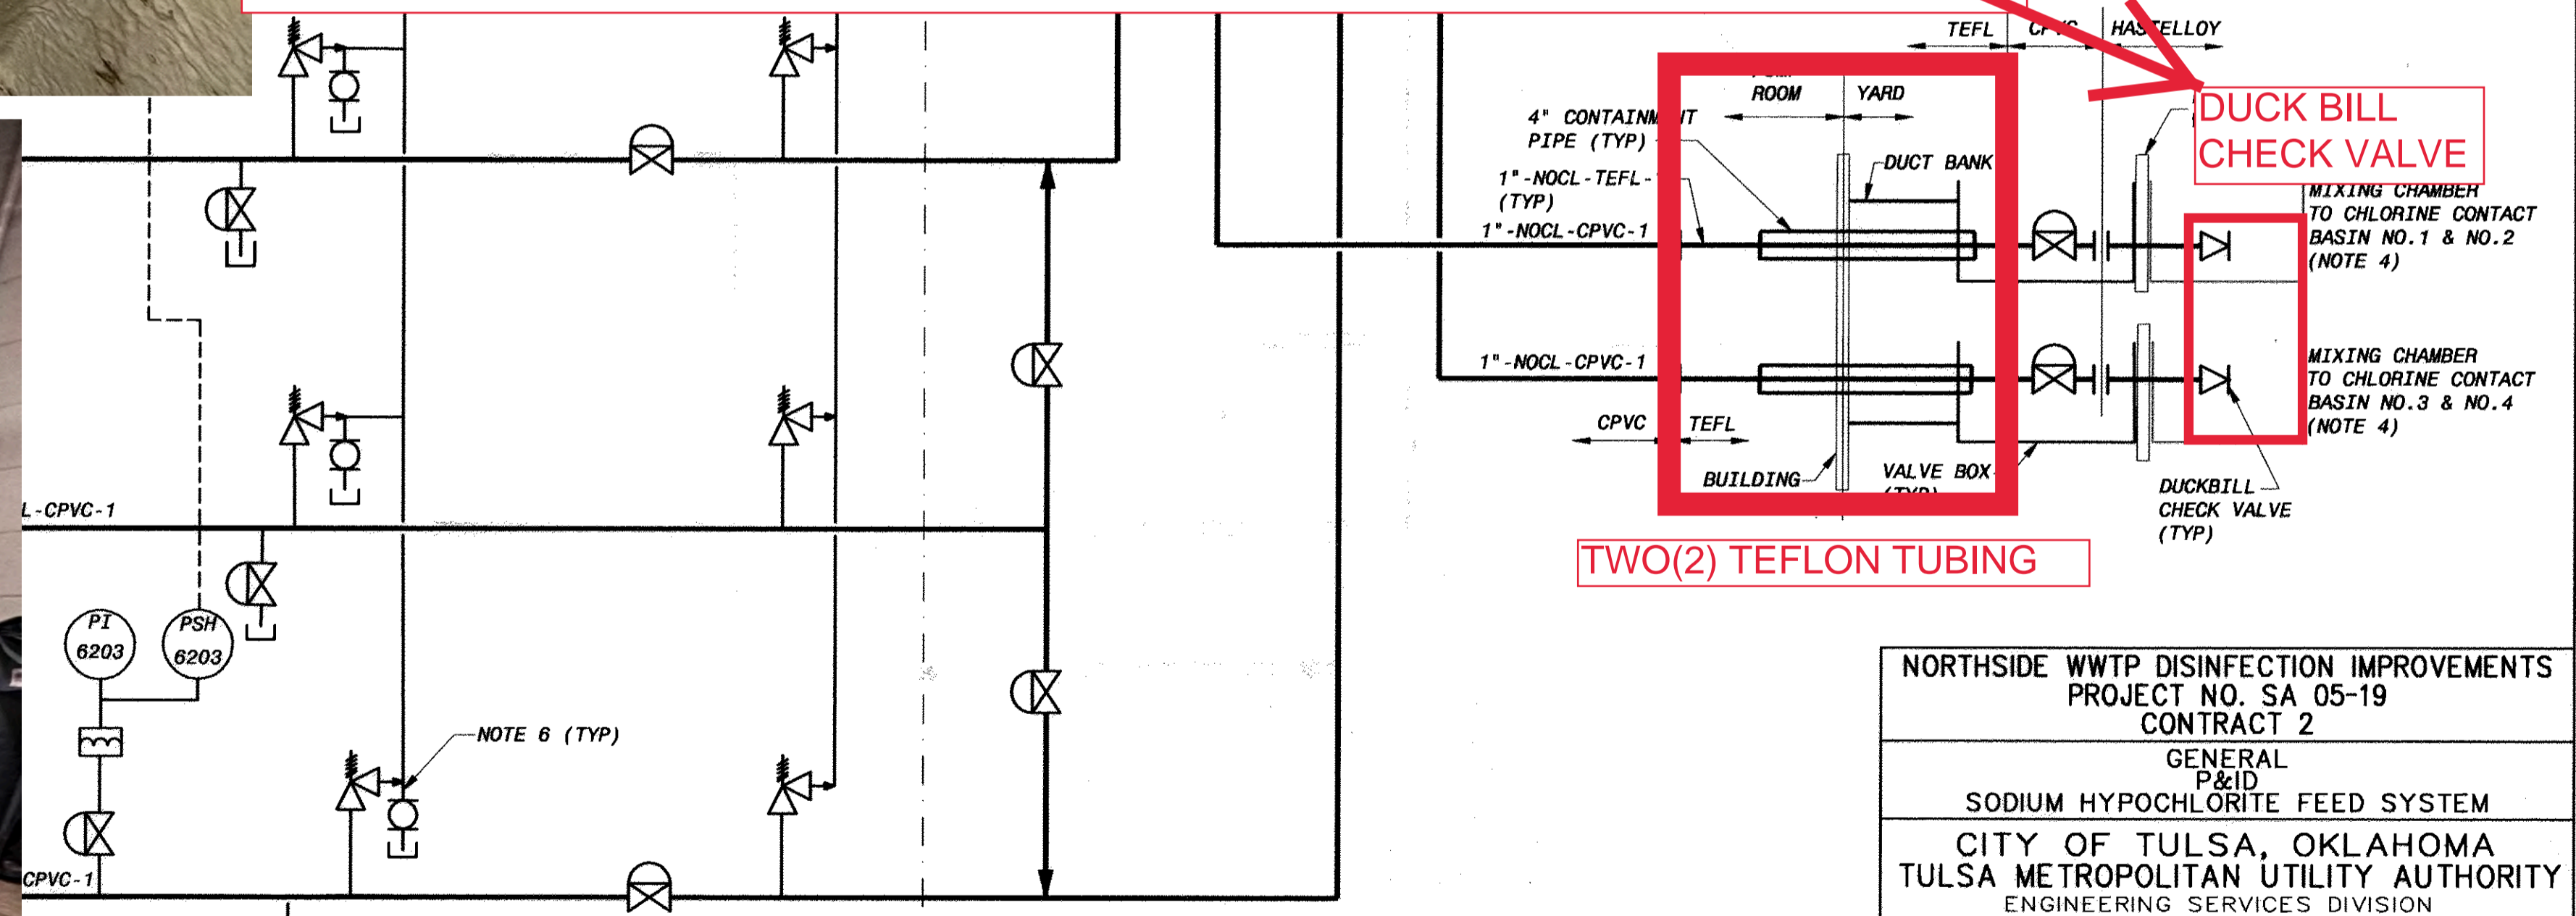 TEFL
CPVC
HASTELLOY
ROOM
YARD
4" CONTAINMENT
PIPE (TYP)
DUCT BANK
1"-NOCL-TEFL-
(TYP)
1"-NOCL-CPVC-1
DUCK BILL
CHECK VALVE
MIXING CHAMBER
TO CHLORINE CONTACT
BASIN NO.1 & NO.2
(NOTE 4)
1"-NOCL-CPVC-1
MIXING CHAMBER
TO CHLORINE CONTACT
BASIN NO.3 & NO.4
(NOTE 4)
CPVC
TEFL
BUILDING
VALVE BOX
(TYP)
DUCKBILL
CHECK VALVE
(TYP)
TWO(2) TEFLON TUBING
L-CPVC-1
PI
6203
PSH
6203
NOTE 6 (TYP)
CPVC-1
NORTHSIDE WWTP DISINFECTION IMPROVEMENTS
PROJECT NO. SA 05-19
CONTRACT 2
GENERAL
P&ID
SODIUM HYPOCHLORITE FEED SYSTEM
CITY OF TULSA, OKLAHOMA
TULSA METROPOLITAN UTILITY AUTHORITY
ENGINEERING SERVICES DIVISION